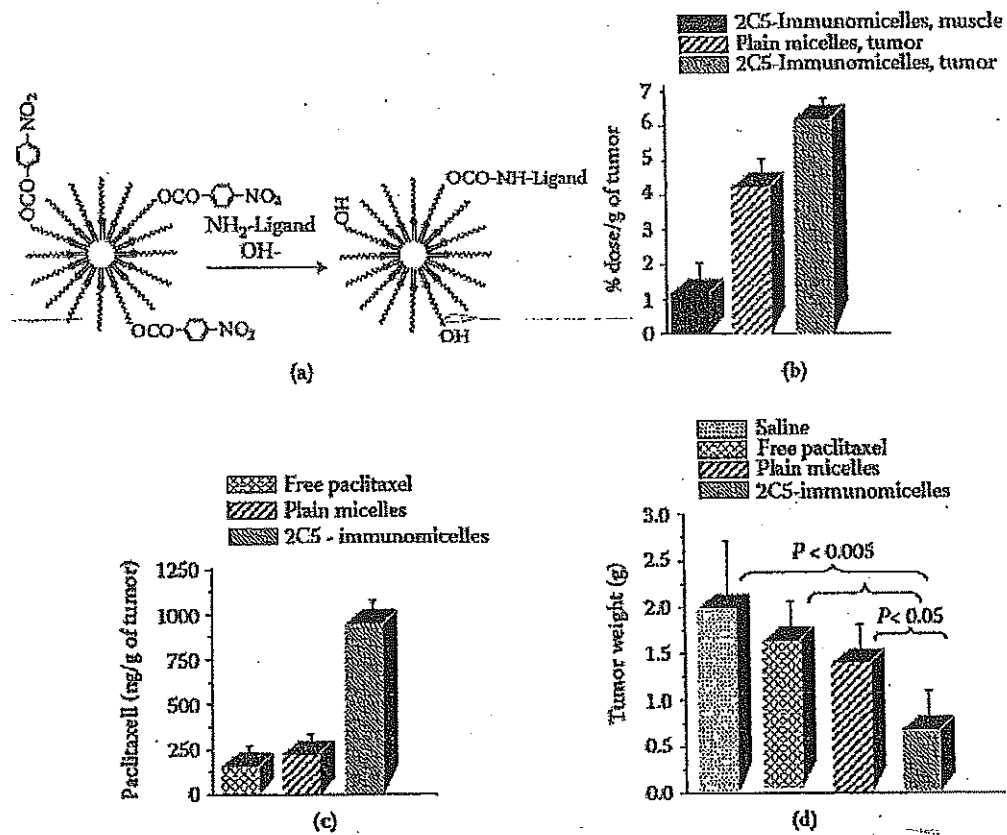 NO₂
OCO
OCO
NO₂
NH₂-Ligand
OH-
OCO
NO₂
HO
OCO-NH-Ligand
OH
(a)
2C5-Immunomicelles, muscle
Plain micelles, tumor
2C5-Immunomicelles, tumor
% dose/g of tumor
7
6
5
4
3
2
1
0
(b)
Free paclitaxel
Plain micelles
2C5 - immunomicelles
Paclitaxell (ng/g of tumor)
1250
1000
750
500
250
0
(c)
Saline
Free paclitaxel
Plain micelles
2C5-immunomicelles
Tumor weight (g)
3.0
2.5
2.0
1.5
1.0
0.5
0.0
P < 0.005
P < 0.05
(d)